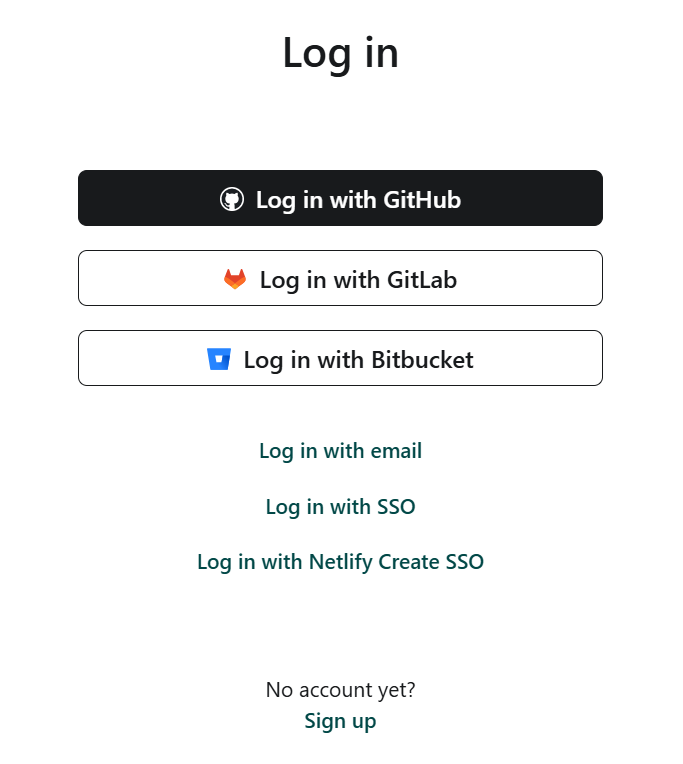 Log in
Log in with GitHub
Log in with GitLab
Log in with Bitbucket
Log in with email
Log in with SSO
Log in with Netlify Create SSO
No account yet?
Sign up